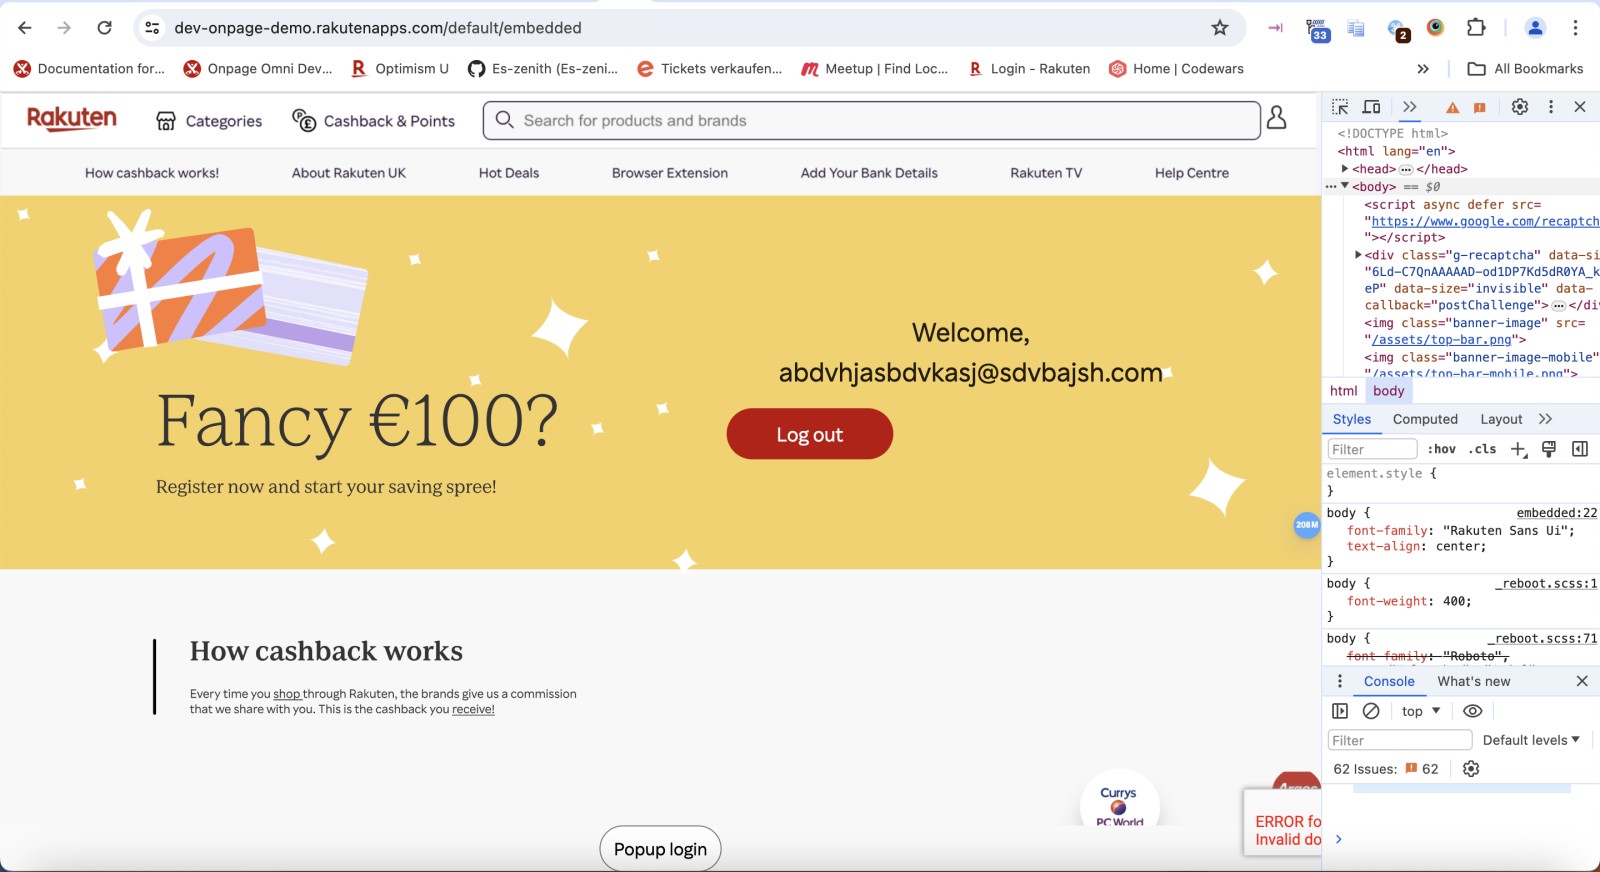 dev-onpage-demo.rakutenapps.com/default/embedded
33
2
Documentation for...
Onpage Omni Dev...
Optimism U
Es-zenith (Es-zeni...
Tickets verkaufen...
Meetup | Find Loc...
Login - Rakuten
Home | Codewars
All Bookmarks
Rakuten
Categories
Cashback & Points
Search for products and brands
How cashback works!
About Rakuten UK
Hot Deals
Browser Extension
Add Your Bank Details
Rakuten TV
Help Centre
Fancy €100?
Register now and start your saving spree!
Welcome,
abdvhjasbdvkasj@sdvbajsh.com
Log out
208M
How cashback works
Every time you shop through Rakuten, the brands give us a commission
that we share with you. This is the cashback you receive!
Currys
PC World
Argos
ERROR fo
Invalid do
Popup login
<!DOCTYPE html>
<html lang="en">
<head> ... </head>
... <body> == $0
<script async defer src=
"https://www.google.com/recaptch
"></script>
<div class="g-recaptcha" data-si
"6Ld-C7QnAAAAAD-od1DP7Kd5dR0YA_k
eP" data-size="invisible" data-
callback="postChallenge"> ... </div
<img class="banner-image" src=
"/assets/top-bar.png">
<img class="banner-image-mobile"
"/assets/top-bar-mobile.png">
html body
Styles Computed Layout
Filter :hov .cls
element.style {
}
body { embedded:22
font-family: "Rakuten Sans Ui";
text-align: center;
}
body { _reboot.scss:1
font-weight: 400;
}
body { _reboot.scss:71
font-family: "Roboto",
Console What's new
top
Filter Default levels
62 Issues: 62